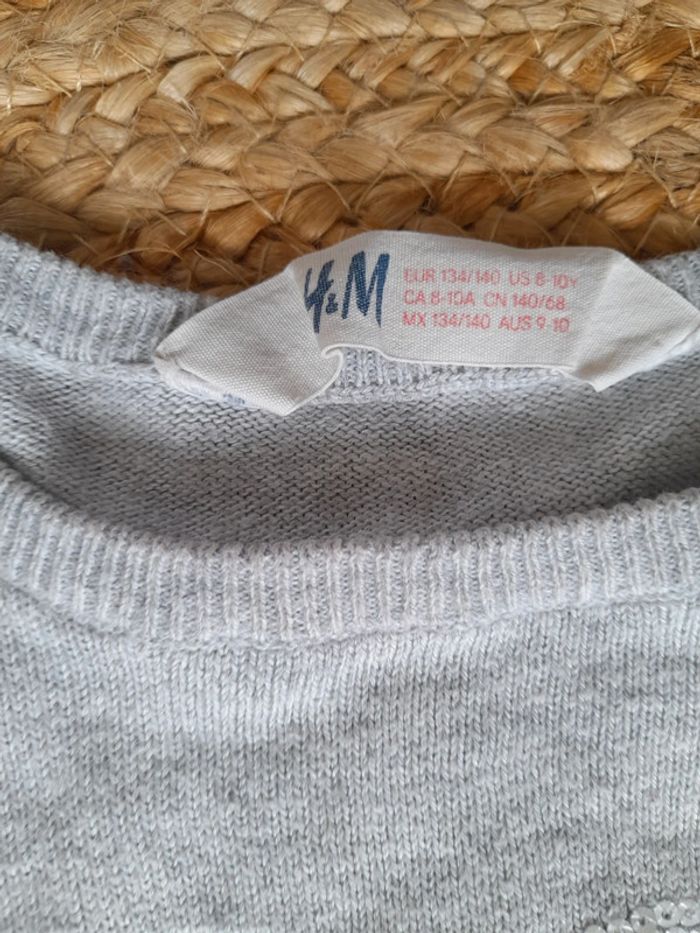 H&M
EUR 134/140 US 8-10Y
CA 8-10A CN 140/68
MX 134/140 AUS 9-10